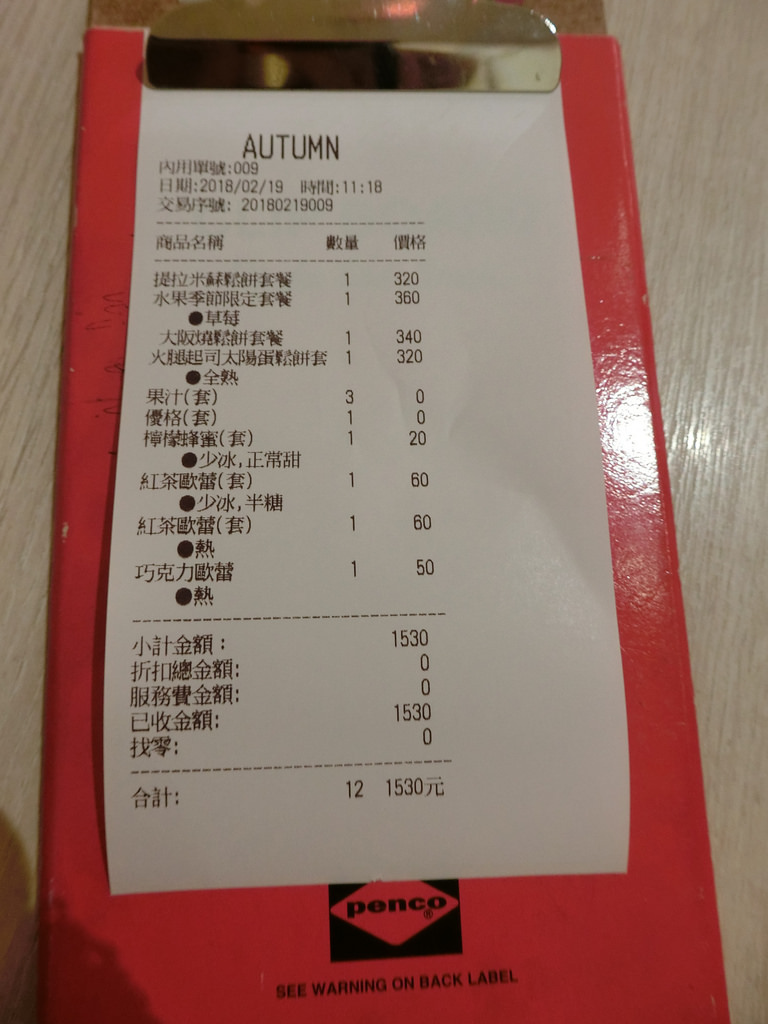 AUTUMN
內用單號:009
日期:2018/02/19 時間:11:18
交易序號: 20180219009
商品名稱 數量 價格
提拉米蘇鬆餅套餐 1 320
水果季節限定套餐 1 360
●草莓
大阪燒鬆餅套餐 1 340
火腿起司太陽蛋鬆餅套 1 320
●全熟
果汁(套) 3 0
優格(套) 1 0
檸檬蜂蜜(套) 1 20
●少冰,正常甜
紅茶歐蕾(套) 1 60
●少冰,半糖
紅茶歐蕾(套) 1 60
●熱
巧克力歐蕾 1 50
●熱
小計金額: 1530
折扣總金額: 0
服務費金額: 0
已收金額: 1530
找零: 0
合計: 12 1530元
penco®
SEE WARNING ON BACK LABEL